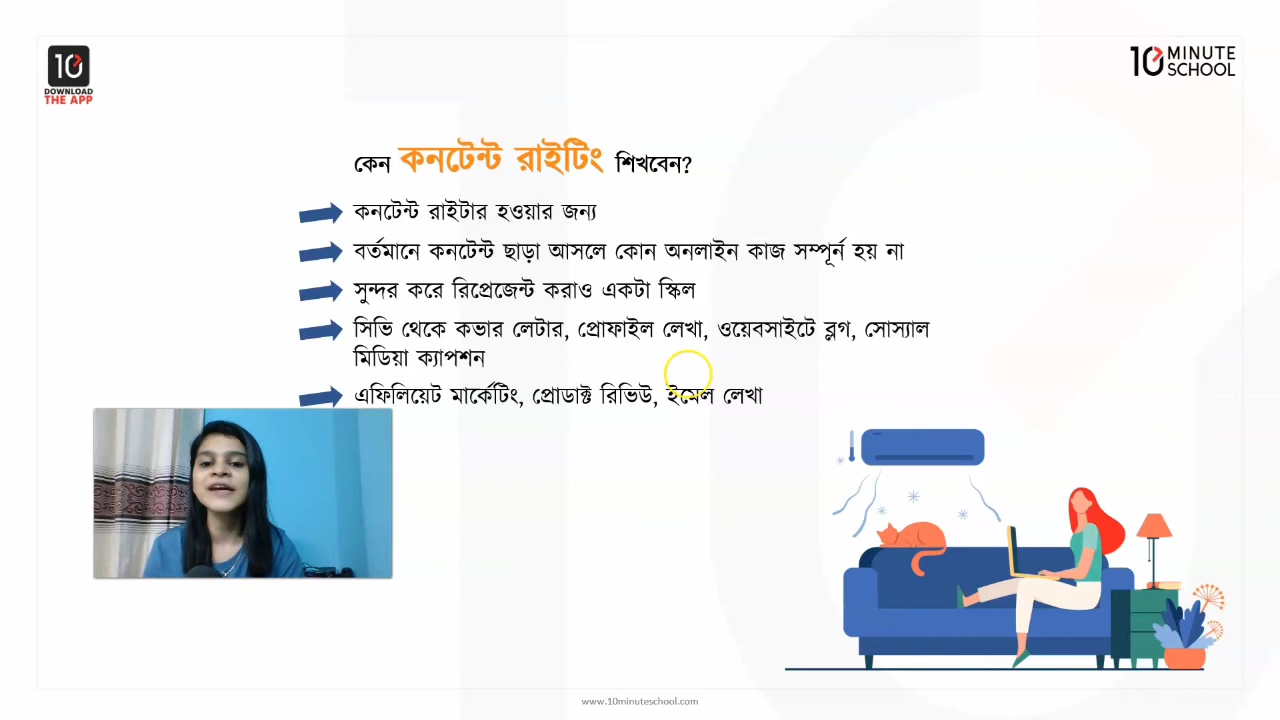 10
DOWNLOAD
THE APP
10 MINUTE
SCHOOL
কেন কনটেন্ট রাইটিং শিখবেন?
কনটেন্ট রাইটার হওয়ার জন্য
বর্তমানে কনটেন্ট ছাড়া আসলে কোন অনলাইন কাজ সম্পূর্ন হয় না
সুন্দর করে রিপ্রেজেন্ট করাও একটা স্কিল
সিভি থেকে কভার লেটার, প্রোফাইল লেখা, ওয়েবসাইটে ব্লগ, সোস্যাল
মিডিয়া ক্যাপশন
এফিলিয়েট মার্কেটিং, প্রোডাক্ট রিভিউ, ইমেল লেখা
www.10minuteschool.com